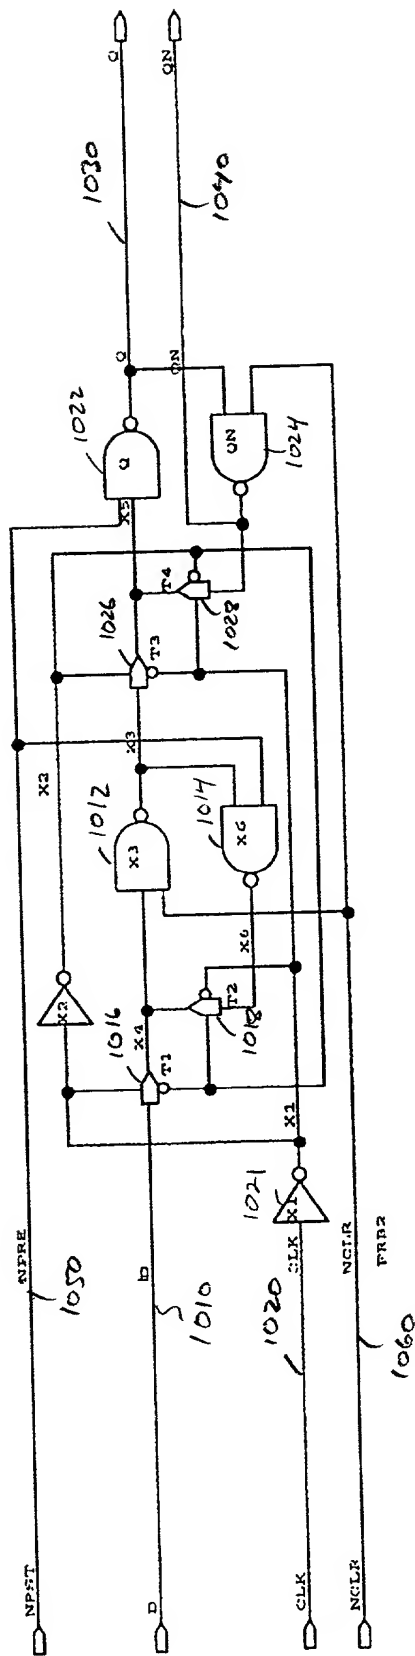 NPST
NPRE
1050
D
D
1010
CLK
CLK
1020
NCLR
NCLR
1060
FRB2
1021
X1
X1
X2
X2
1016
X4
T1
1018
T2
X6
X6
1014
1012
X3
X3
1026
T3
T4
1028
X5
1022
Q
Q
QN
QN
1024
1030
1040
Q
QN